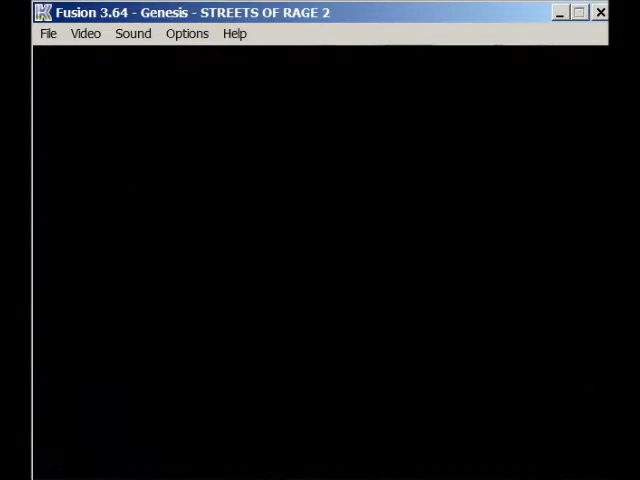 Fusion 3.64 - Genesis - STREETS OF RAGE 2
File Video Sound Options Help